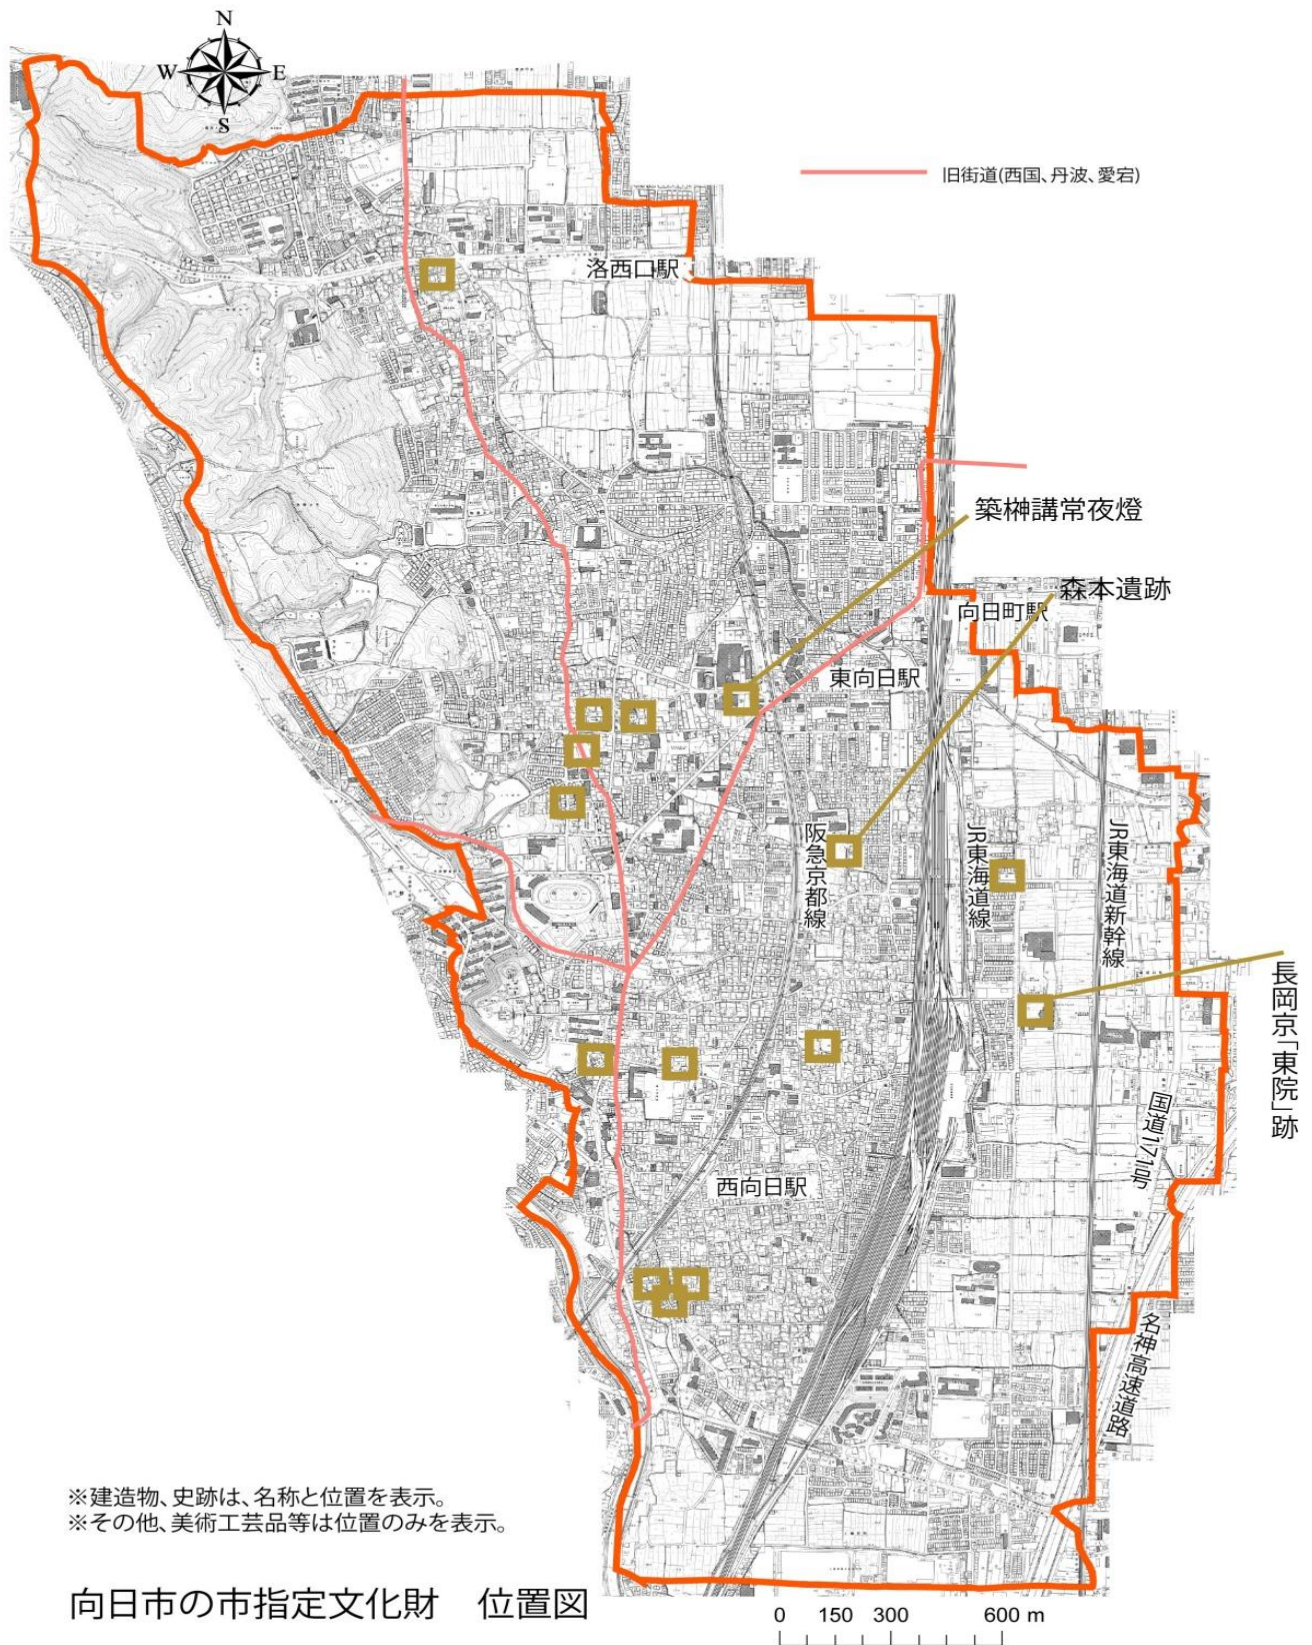 N
W
E
S
旧街道(西国、丹波、愛宕)
洛西口駅
築榊講常夜燈
森本遺跡
向日町駅
東向日駅
阪急京都線
JR東海道線
JR東海道新幹線
長岡京「東院」跡
国道171号
西向日駅
名神高速道路
※建造物、史跡は、名称と位置を表示。
※その他、美術工芸品等は位置のみを表示。
向日市の市指定文化財　位置図
0 150 300 600 m